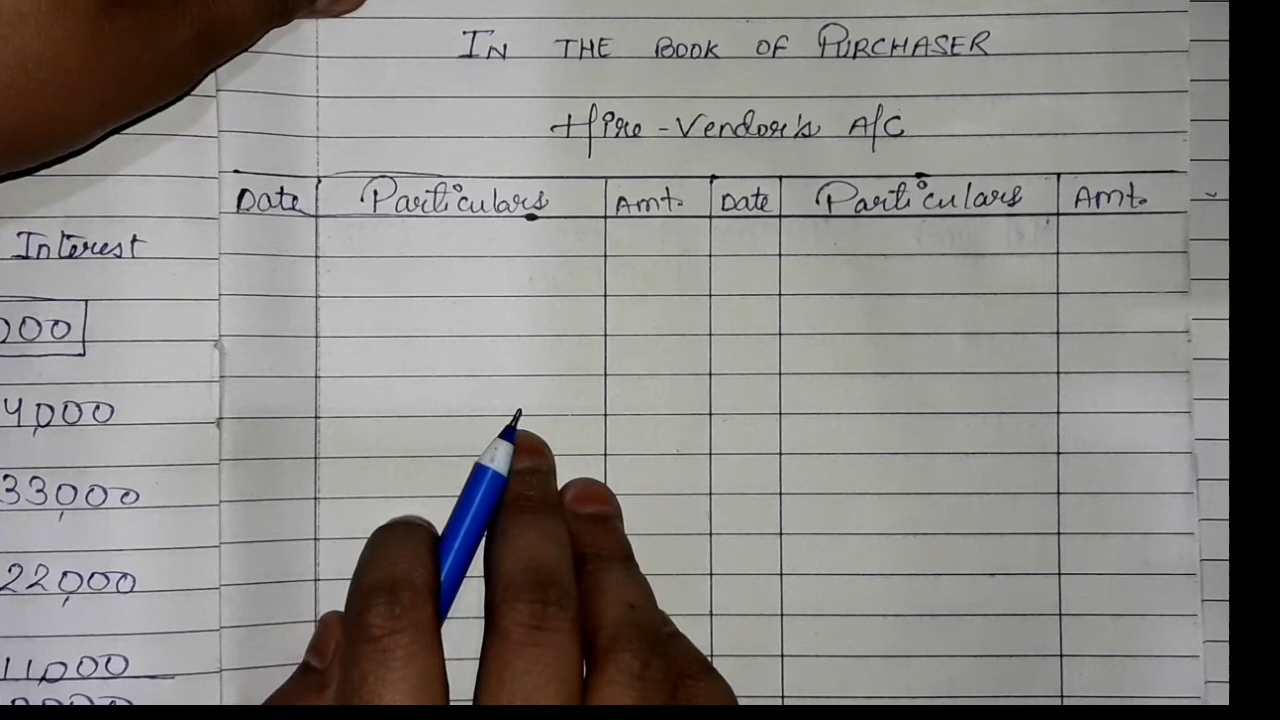 IN THE BOOK OF PURCHASER
Hire-Vendor's A/C
Date Particulars Amt. Date Particulars Amt.
Interest
000
4,000
33,000
22,000
11,000